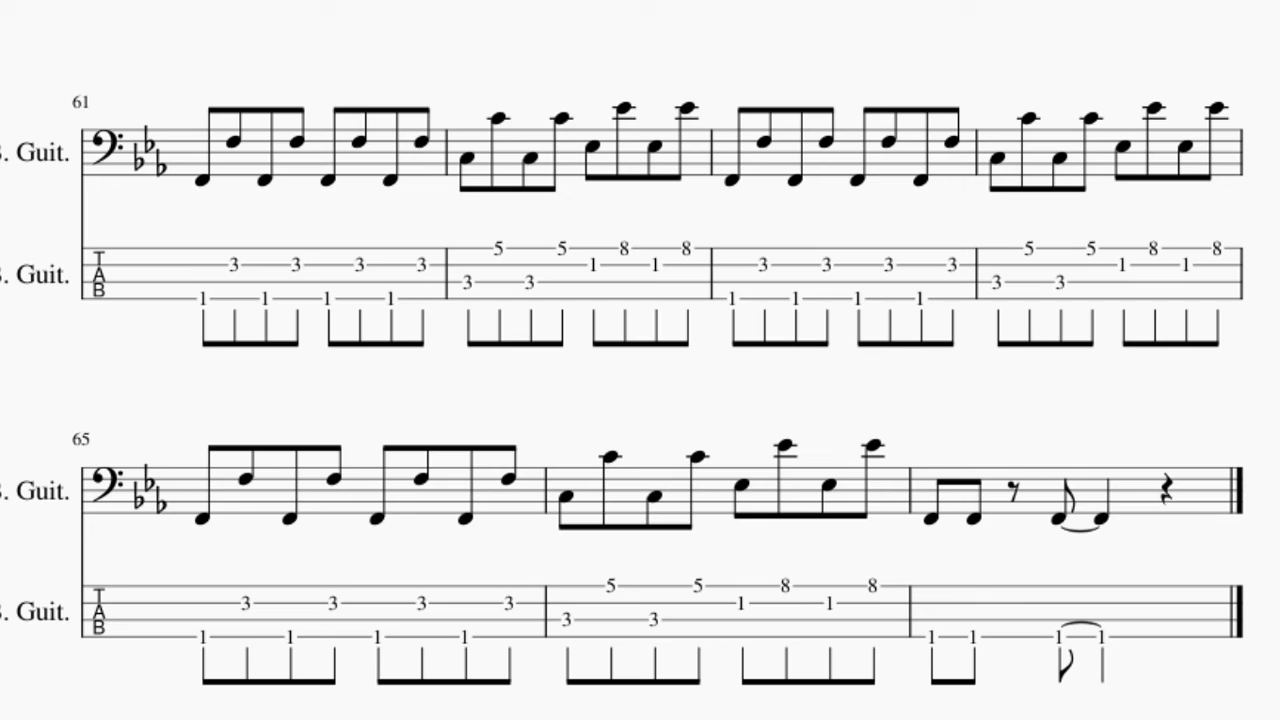 61
. Guit.
5 5 8 8 5 5 8 8
3 3 3 3 1 1 3 3 3 3 1 1
. Guit.
3 3 3 3
1 1 1 1 1 1 1 1
65
. Guit.
5 5 8 8
3 3 3 3 1 1
. Guit.
3 3
1 1 1 1 1 1 1 1